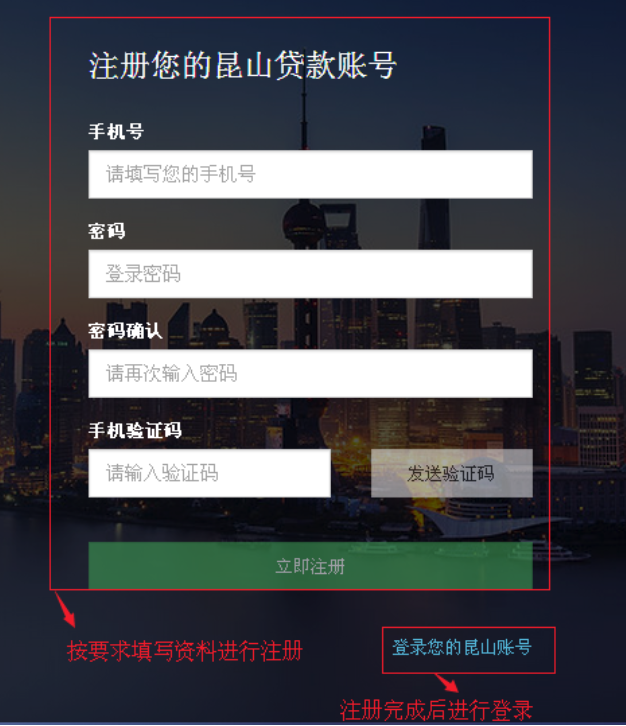 注册您的昆山贷款账号
手机号
请填写您的手机号
密码
登录密码
密码确认
请再次输入密码
手机验证码
请输入验证码
发送验证码
立即注册
按要求填写资料进行注册
登录您的昆山账号
注册完成后进行登录